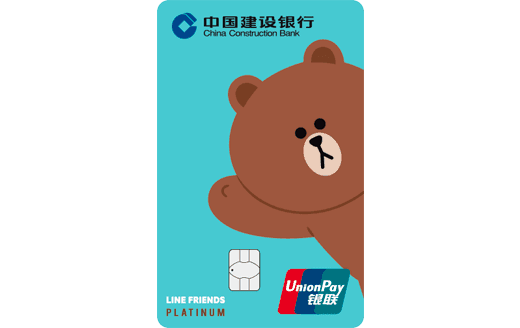 中国建设银行
China Construction Bank
LINE FRIENDS
PLATINUM
UnionPay
银联